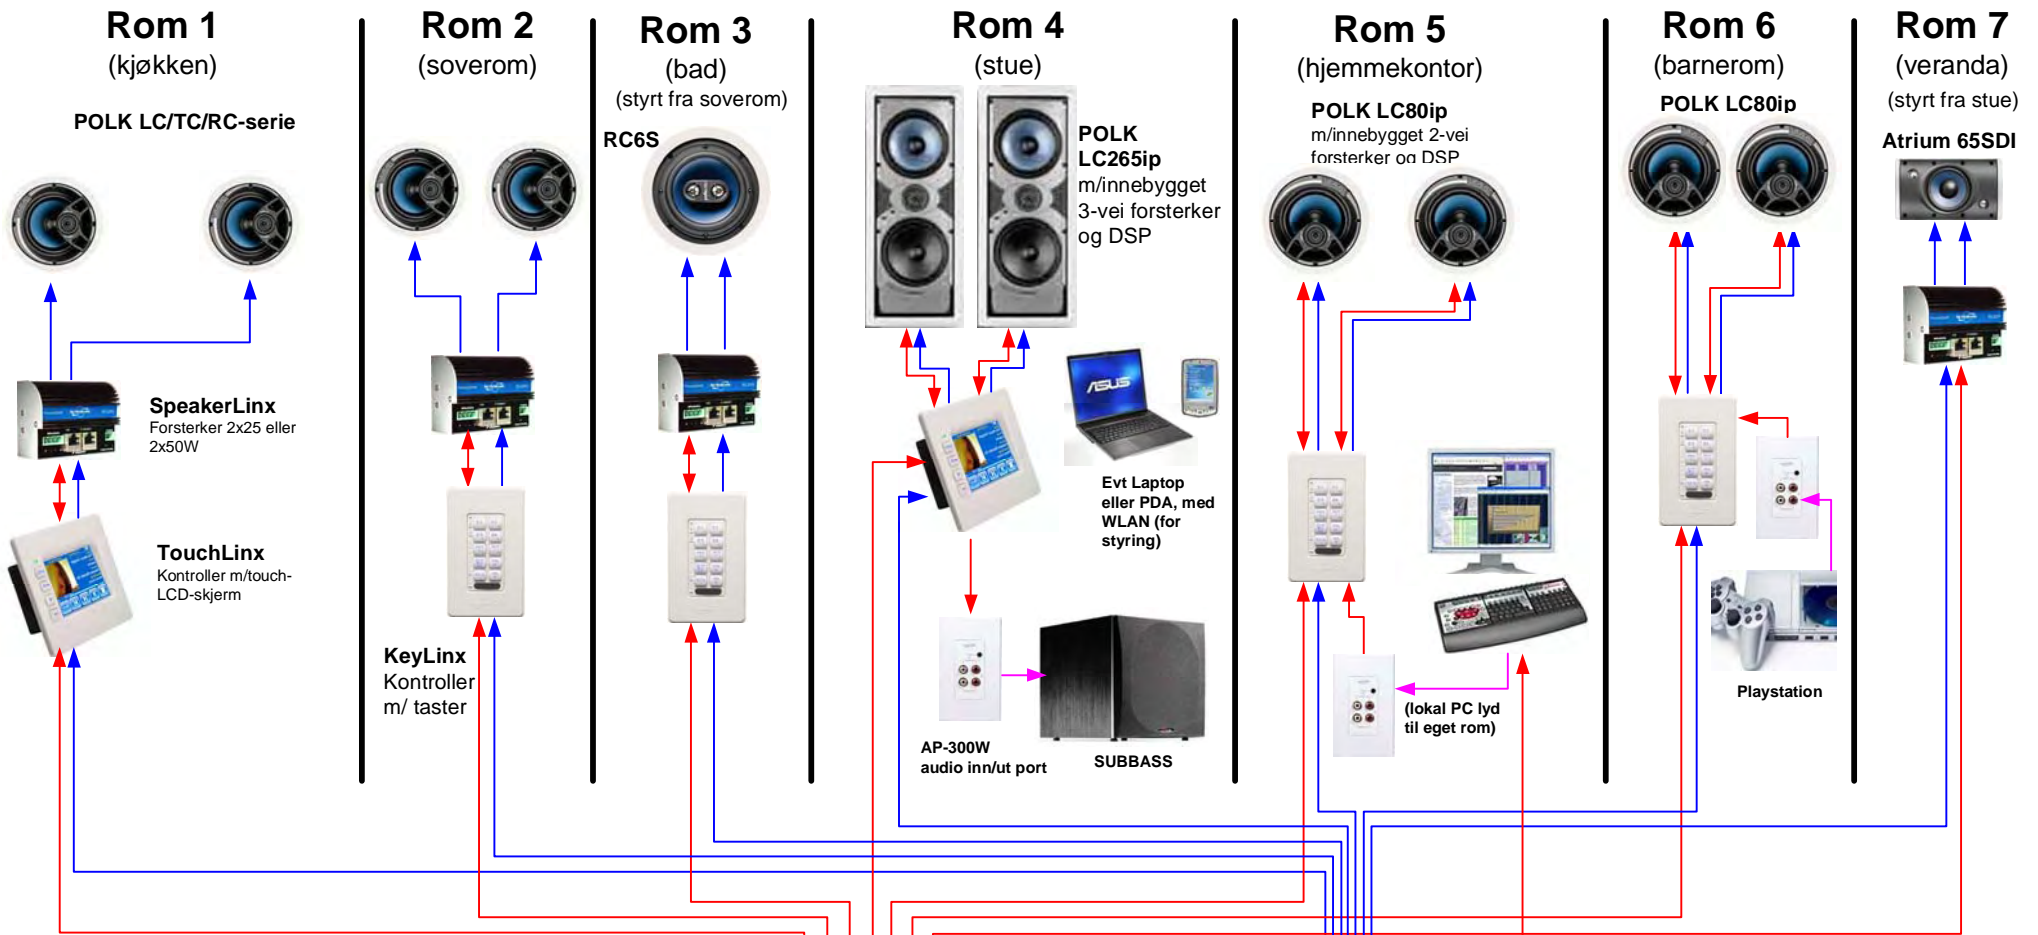 Rom 1
(kjøkken)
POLK LC/TC/RC-serie
SpeakerLinx
Forsterker 2x25 eller
2x50W
TouchLinx
Kontroller m/touch-
LCD-skjerm
Rom 2
(soverom)
KeyLinx
Kontroller
m/ taster
Rom 3
(bad)
(styrt fra soverom)
RC6S
Rom 4
(stue)
POLK
LC265ip
m/innebygget
3-vei forsterker
og DSP
ASUS
Evt Laptop
eller PDA, med
WLAN (for
styring)
AP-300W
audio inn/ut port
SUBBASS
Rom 5
(hjemmekontor)
POLK LC80ip
m/innebygget 2-vei
forsterker og DSP
(lokal PC lyd
til eget rom)
Rom 6
(barnerom)
POLK LC80ip
Playstation
Rom 7
(veranda)
(styrt fra stue)
Atrium 65SDI